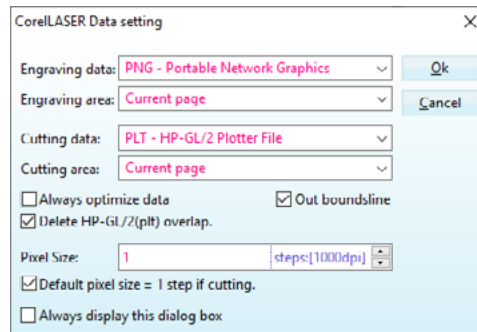 CorelLASER Data setting
Engraving data: PNG - Portable Network Graphics
Ok
Engraving area: Current page
Cancel
Cutting data: PLT - HP-GL/2 Plotter File
Cutting area: Current page
Always optimize data Out boundsline
Delete HP-GL/2(plt) overlap.
Pixel Size: 1 steps:[1000dpi]
Default pixel size = 1 step if cutting.
Always display this dialog box